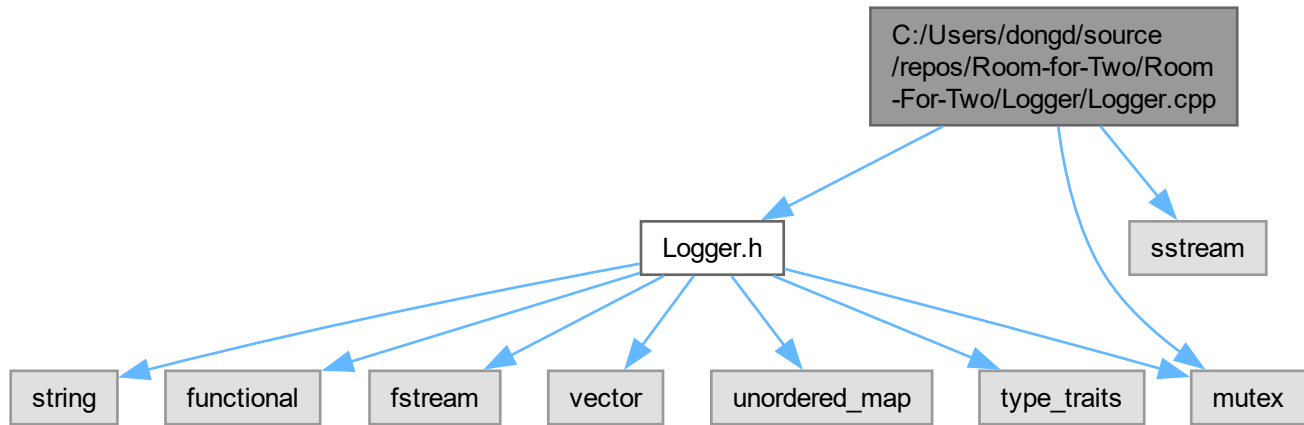 C:/Users/dongd/source
/repos/Room-for-Two/Room
-For-Two/Logger/Logger.cpp
Logger.h
sstream
string
functional
fstream
vector
unordered_map
type_traits
mutex